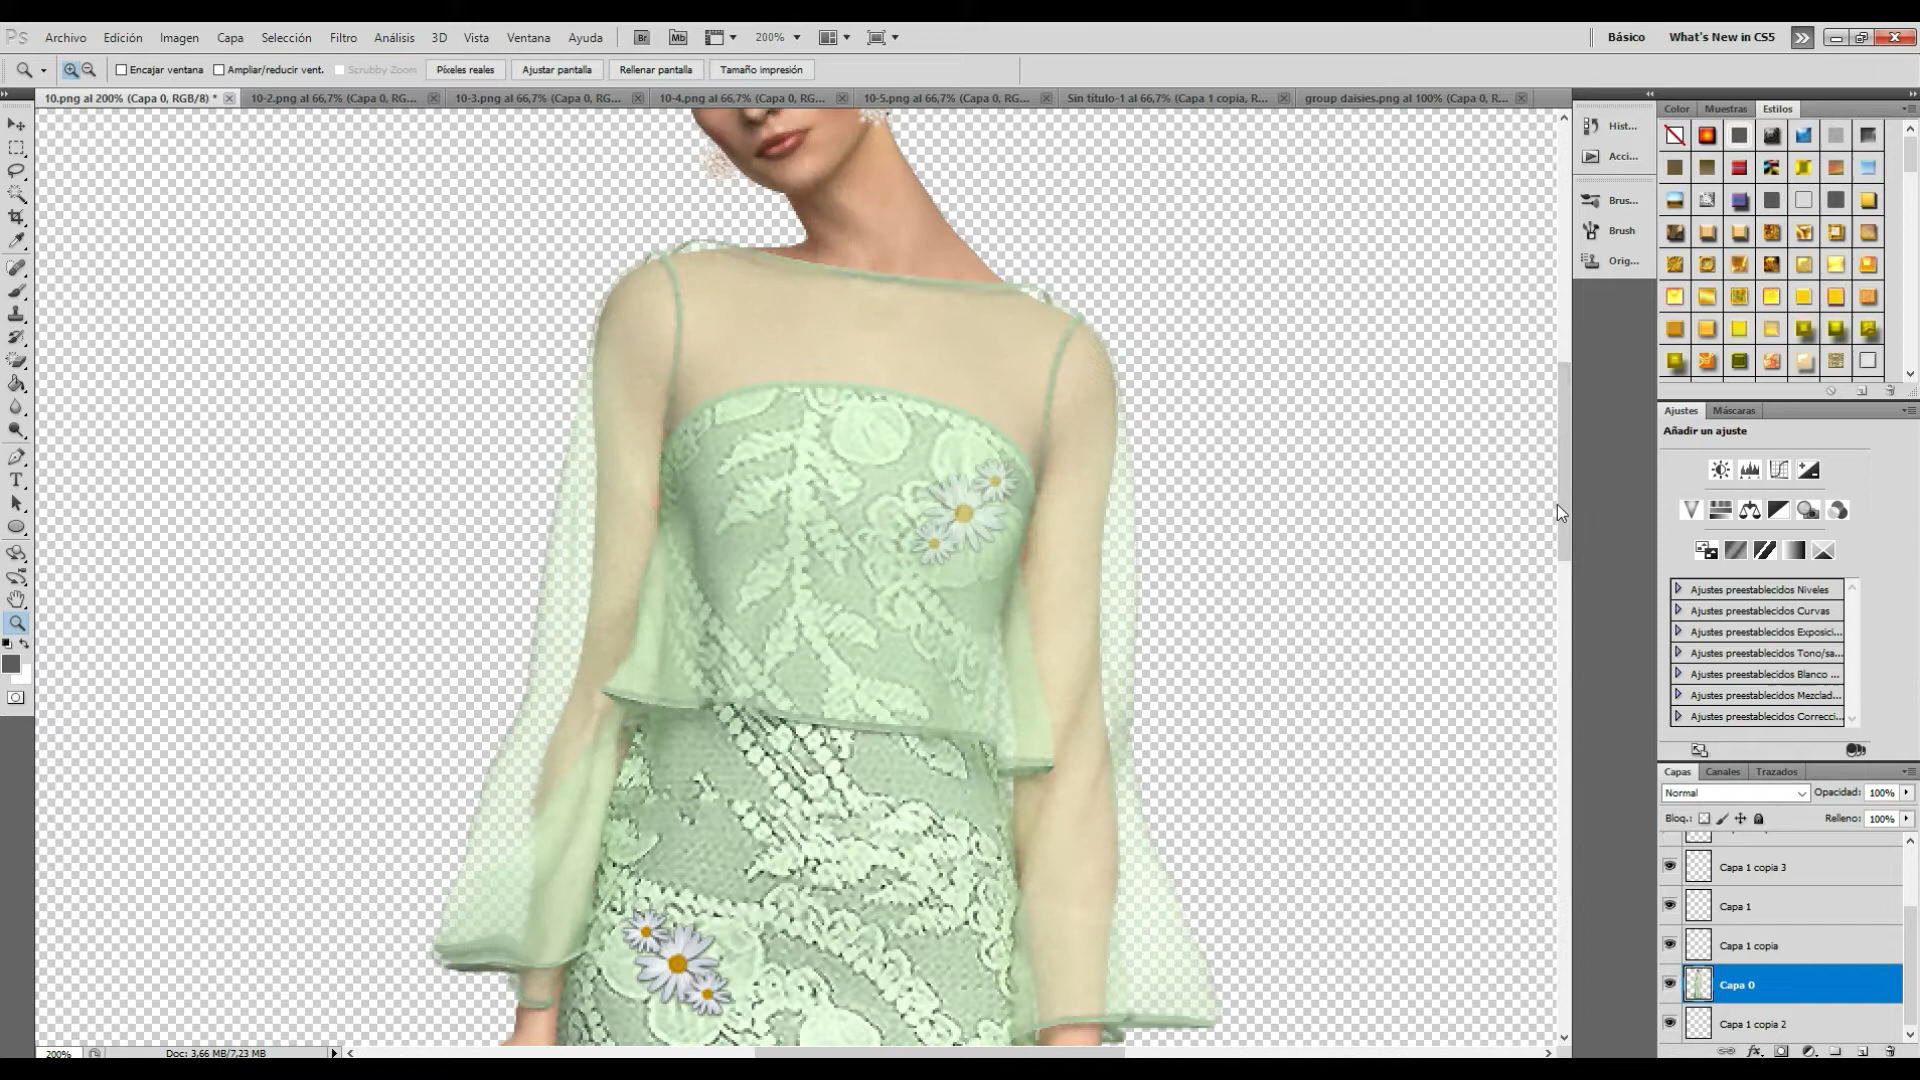 Ps Archivo Edición Imagen Capa Selección Filtro Análisis 3D Vista Ventana Ayuda Br Mb 200% Básico What's New in CS5
Encajar ventana Ampliar/reducir vent. Scrubby Zoom Píxeles reales Ajustar pantalla Rellenar pantalla Tamaño impresión
10.png al 200% (Capa 0, RGB/8) * 10-2.png al 66,7% (Capa 0, RG... 10-3.png al 66,7% (Capa 0, RG... 10-4.png al 66,7% (Capa 0, RG... 10-5.png al 66,7% (Capa 0, RG... Sin título-1 al 66,7% (Capa 1 copia, R... group daisies.png al 100% (Capa 0, R...
Hist...
Acci...
Brus...
Brush
Orig...
Color Muestras Estilos
Ajustes Máscaras
Añadir un ajuste
Ajustes preestablecidos Niveles
Ajustes preestablecidos Curvas
Ajustes preestablecidos Exposici...
Ajustes preestablecidos Tono/sa...
Ajustes preestablecidos Blanco ...
Ajustes preestablecidos Mezclad...
Ajustes preestablecidos Correcci...
Capas Canales Trazados
Normal Opacidad: 100%
Bloq.: Relleno: 100%
Capa 1 copia 3
Capa 1
Capa 1 copia
Capa 0
Capa 1 copia 2
200% Doc: 3,66 MB/7,23 MB